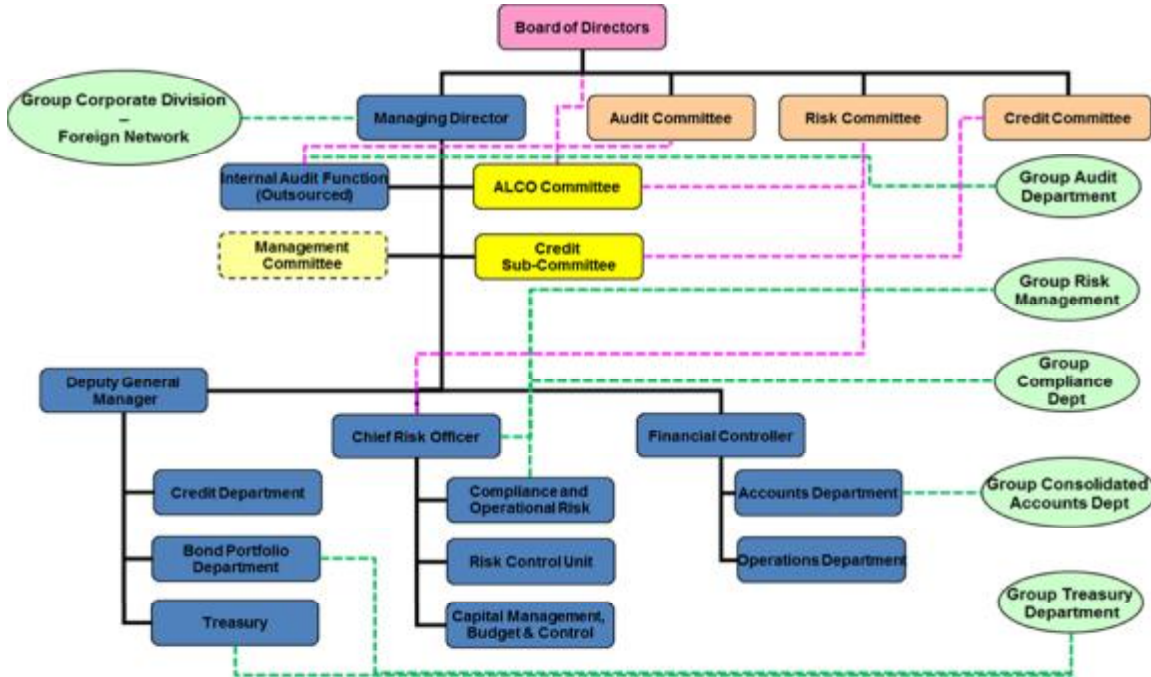 Board of Directors
Group Corporate Division
–
Foreign Network
Managing Director
Audit Committee
Risk Committee
Credit Committee
Internal Audit Function
(Outsourced)
ALCO Committee
Group Audit
Department
Management
Committee
Credit
Sub-Committee
Group Risk
Management
Deputy General
Manager
Group
Compliance
Dept
Chief Risk Officer
Financial Controller
Credit Department
Compliance and
Operational Risk
Accounts Department
Group Consolidated
Accounts Dept
Bond Portfolio
Department
Risk Control Unit
Operations Department
Group Treasury
Department
Treasury
Capital Management,
Budget & Control